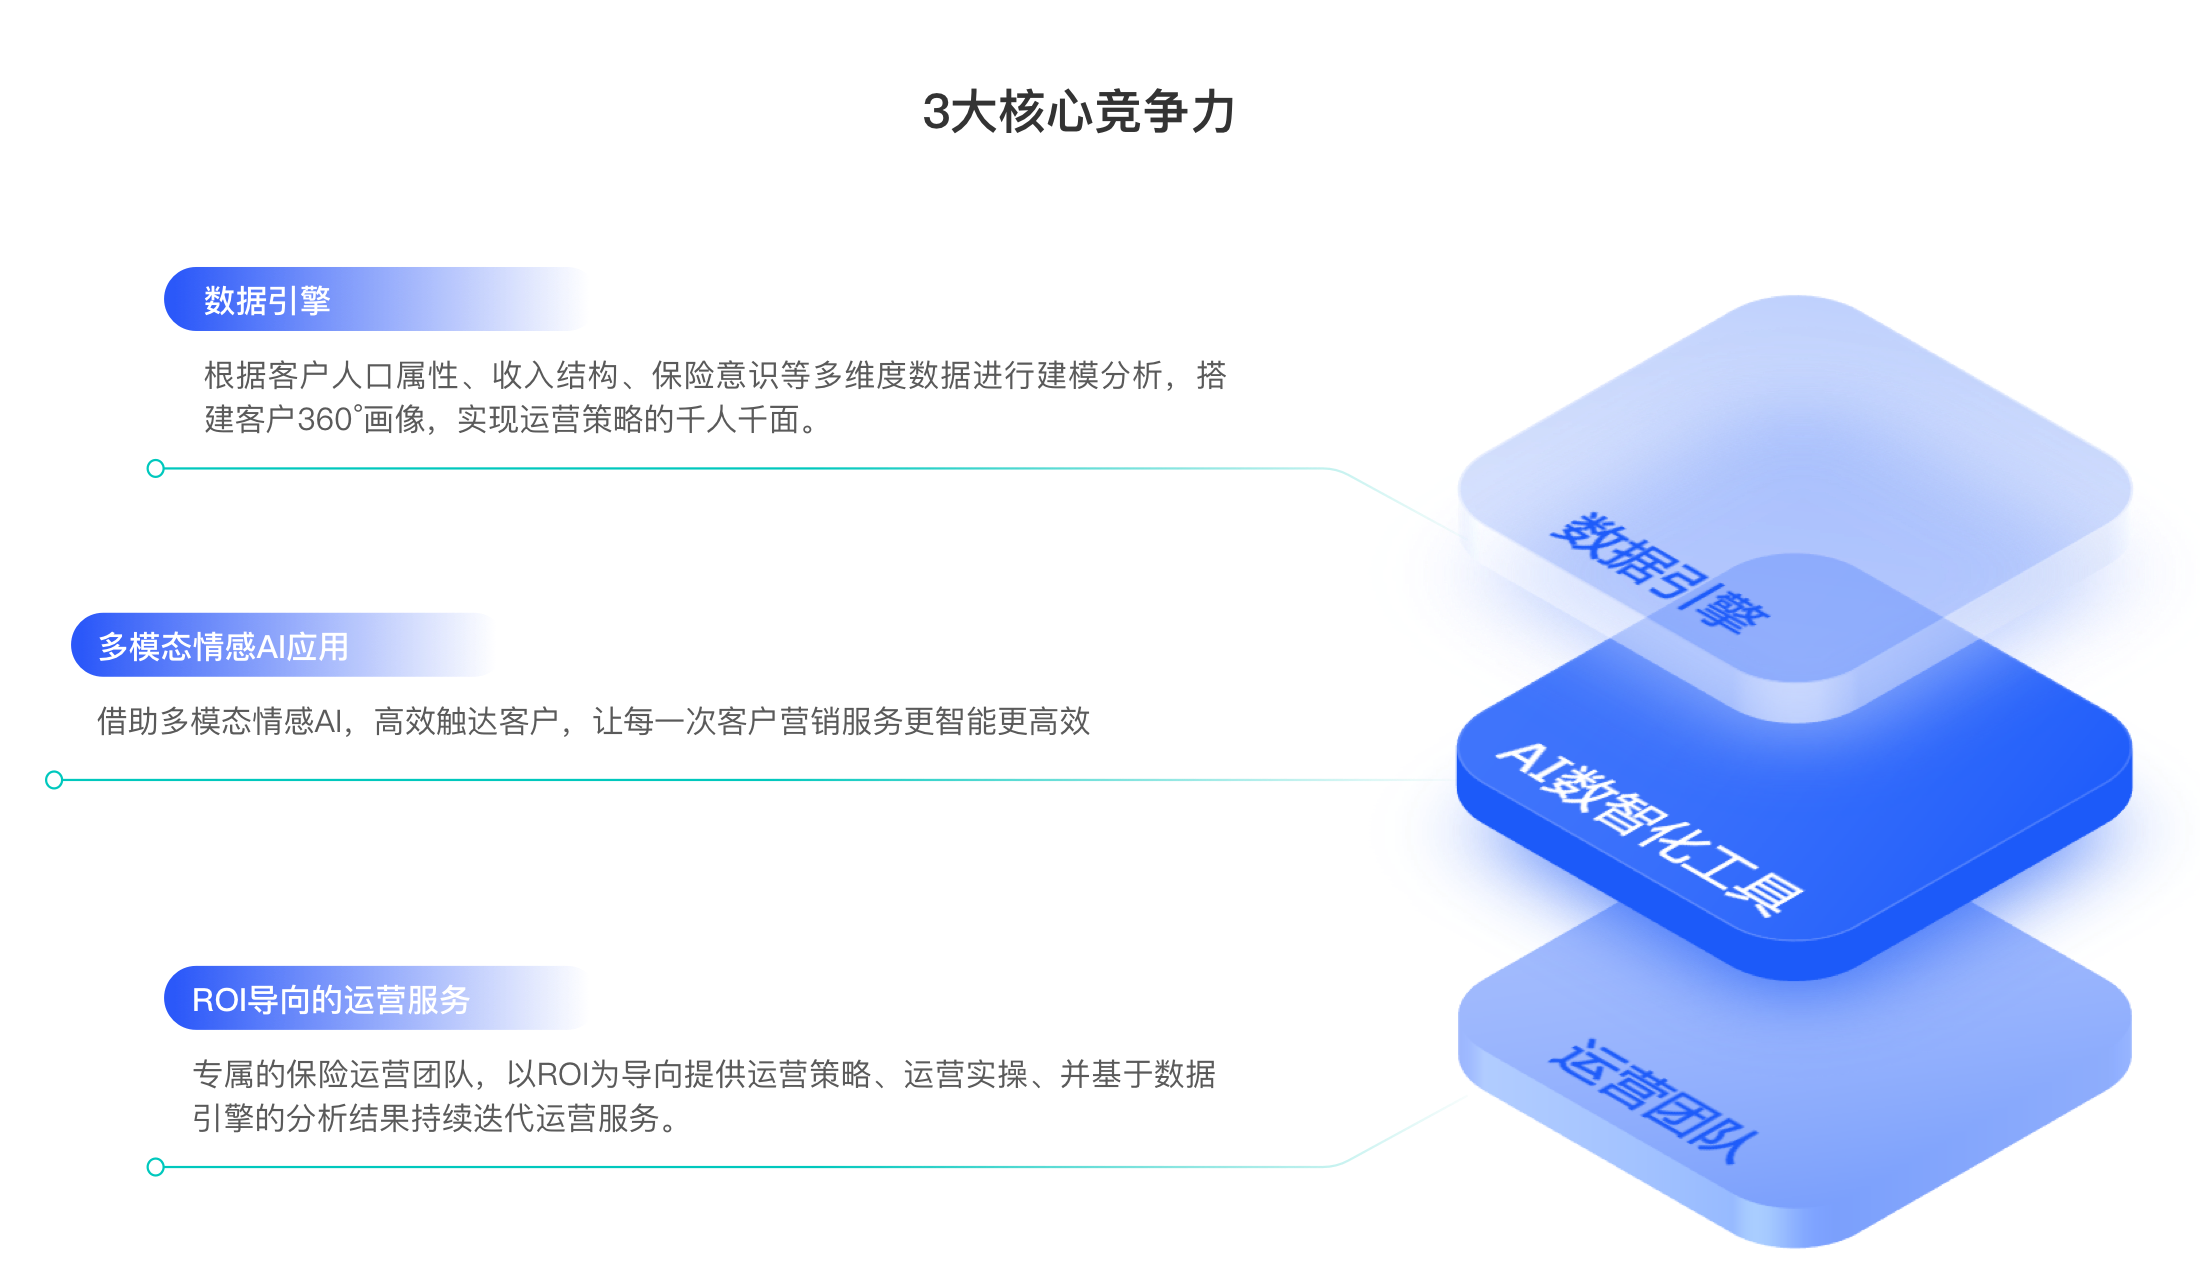 3大核心竞争力
数据引擎
根据客户人口属性、收入结构、保险意识等多维度数据进行建模分析，搭
建客户360°画像，实现运营策略的千人千面。
多模态情感AI应用
借助多模态情感AI，高效触达客户，让每一次客户营销服务更智能更高效
ROI导向的运营服务
专属的保险运营团队，以ROI为导向提供运营策略、运营实操、并基于数据
引擎的分析结果持续迭代运营服务。
数据引擎
AI数智化工具
运营团队